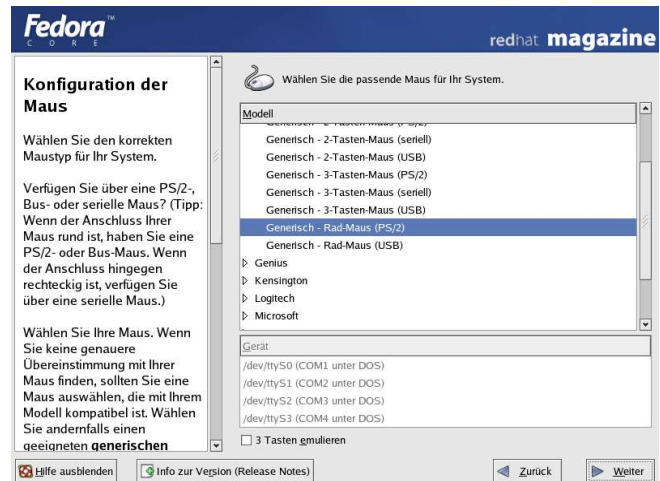 Fedora™
CORE
redhat magazine
Konfiguration der
Maus
Wählen Sie den korrekten
Maustyp für Ihr System.
Verfügen Sie über eine PS/2-,
Bus- oder serielle Maus? (Tipp:
Wenn der Anschluss Ihrer
Maus rund ist, haben Sie eine
PS/2- oder Bus-Maus. Wenn
der Anschluss hingegen
rechteckig ist, verfügen Sie
über eine serielle Maus.)
Wählen Sie Ihre Maus. Wenn
Sie keine genauere
Übereinstimmung mit Ihrer
Maus finden, sollten Sie eine
Maus auswählen, die mit Ihrem
Modell kompatibel ist. Wählen
Sie andernfalls einen
geeigneten generischen
Wählen Sie die passende Maus für Ihr System.
Modell
Generisch - 2-Tasten-Maus (PS/2)
Generisch - 2-Tasten-Maus (seriell)
Generisch - 2-Tasten-Maus (USB)
Generisch - 3-Tasten-Maus (PS/2)
Generisch - 3-Tasten-Maus (seriell)
Generisch - 3-Tasten-Maus (USB)
Generisch - Rad-Maus (PS/2)
Generisch - Rad-Maus (USB)
Genius
Kensington
Logitech
Microsoft
Gerät
/dev/ttyS0 (COM1 unter DOS)
/dev/ttyS1 (COM2 unter DOS)
/dev/ttyS2 (COM3 unter DOS)
/dev/ttyS3 (COM4 unter DOS)
3 Tasten emulieren
Hilfe ausblenden
Info zur Version (Release Notes)
Zurück
Weiter